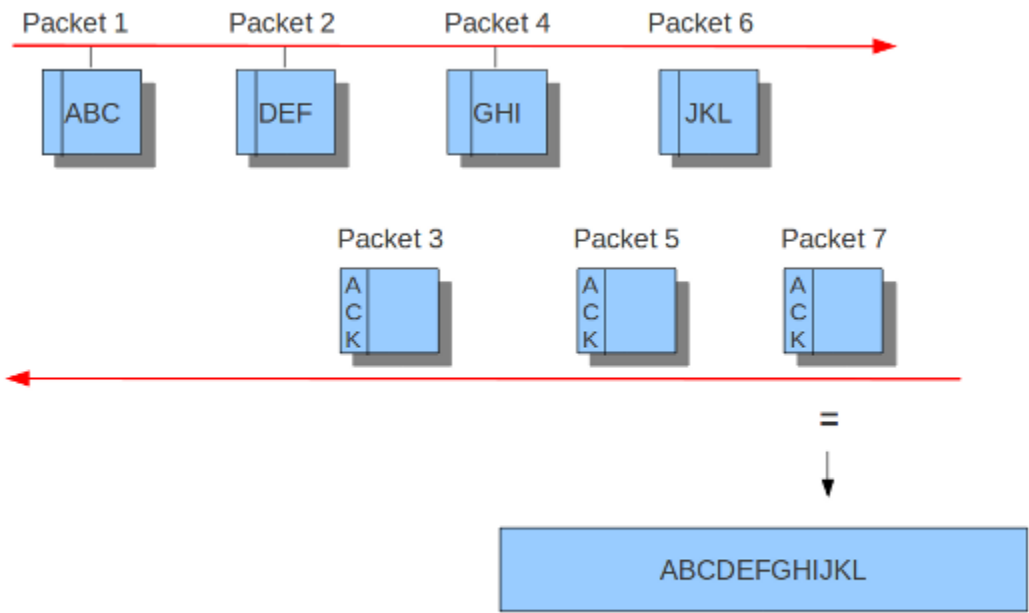 Packet 1 Packet 2 Packet 4 Packet 6
ABC DEF GHI JKL
Packet 3 Packet 5 Packet 7
A A A
C C C
K K K
=
ABCDEFGHIJKL